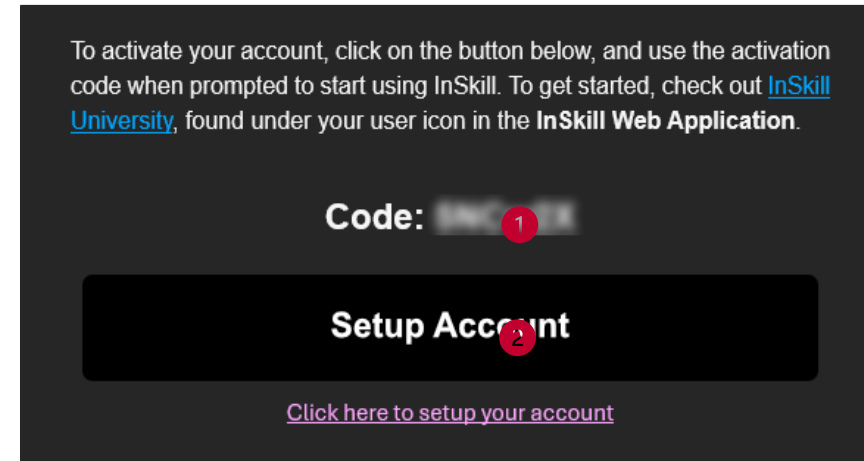 To activate your account, click on the button below, and use the activation
code when prompted to start using InSkill. To get started, check out InSkill
University, found under your user icon in the InSkill Web Application.
Code:
1
Setup Account
2
Click here to setup your account